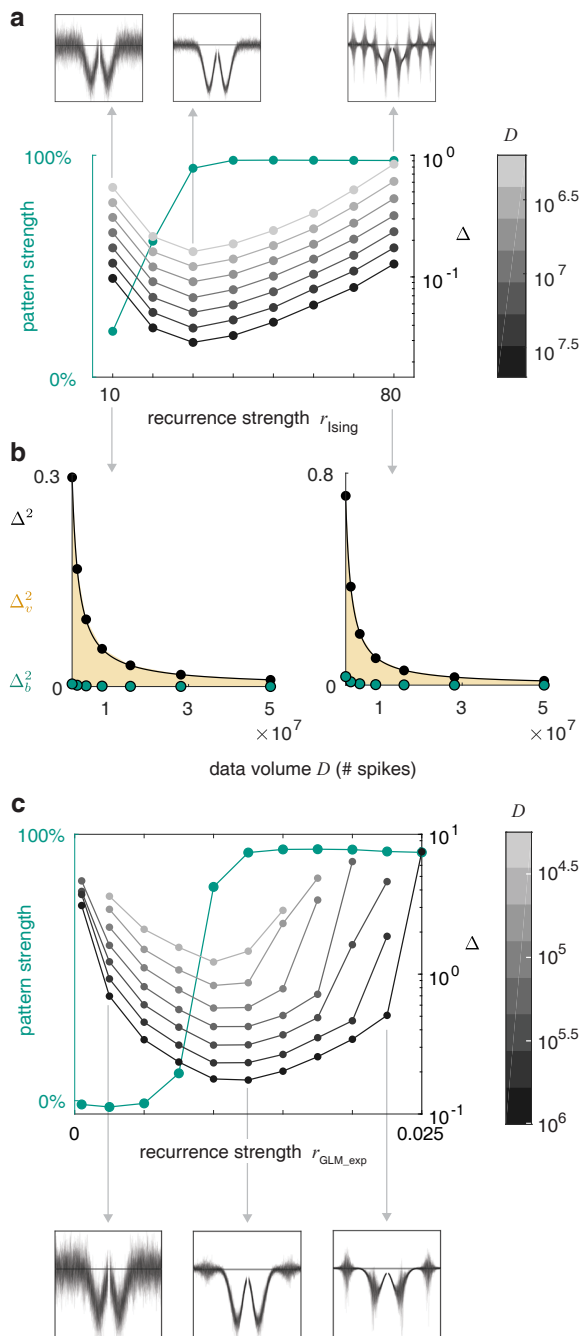 a
100%
pattern strength
0%
10
80
recurrence strength r_Ising
10^0
Δ
10^-1
D
10^6.5
10^7
10^7.5
b
0.3
Δ^2
Δ_v^2
Δ_b^2
0
1
3
5
×10^7
0.8
0
1
3
5
×10^7
data volume D (# spikes)
c
100%
pattern strength
0%
0
0.025
recurrence strength r_GLM_exp
10^1
Δ
10^0
10^-1
D
10^4.5
10^5
10^5.5
10^6